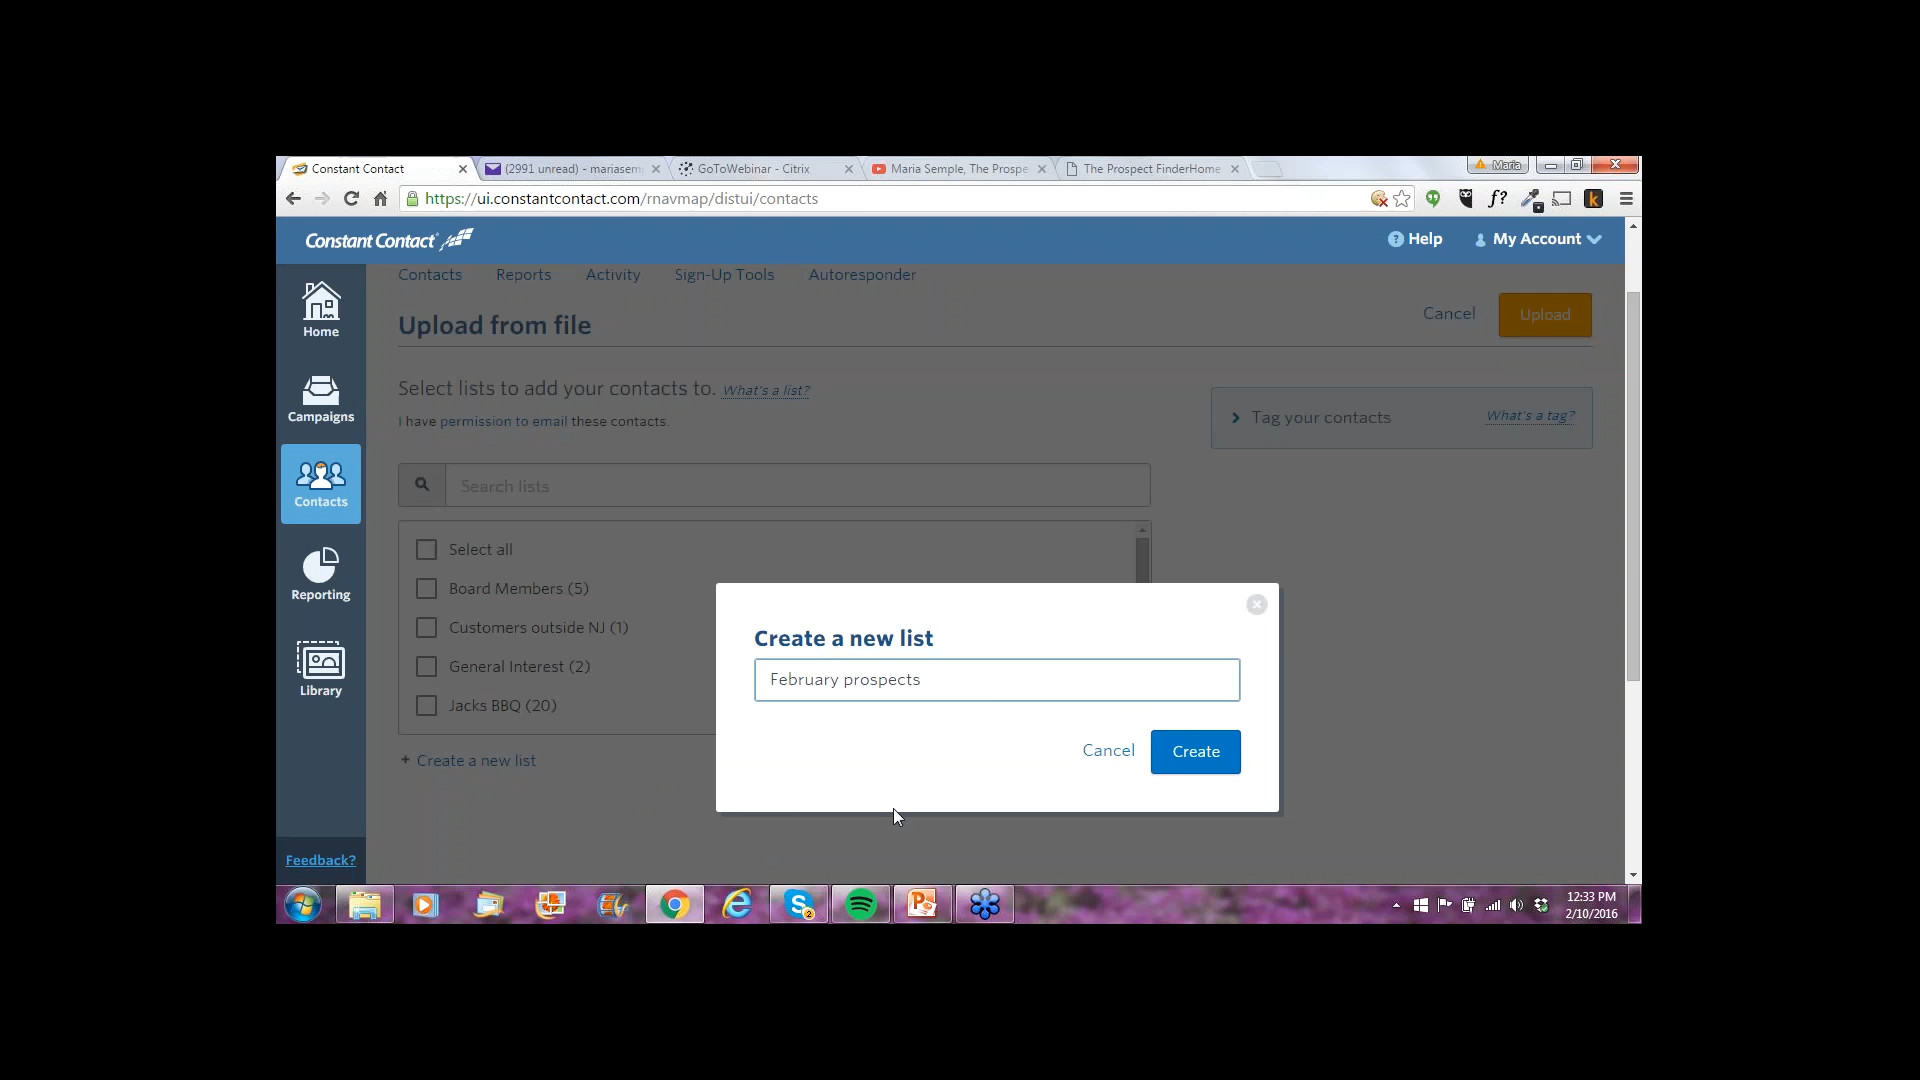 Constant Contact
(2991 unread) - mariasem
GoToWebinar - Citrix
Maria Semple, The Prospe
The Prospect FinderHome
Maria
https://ui.constantcontact.com/rnavmap/distui/contacts
f?
k
Constant Contact
Help
My Account
Home
Campaigns
Contacts
Reporting
Library
Feedback?
Contacts
Reports
Activity
Sign-Up Tools
Autoresponder
Upload from file
Cancel
Upload
Select lists to add your contacts to. What's a list?
I have permission to email these contacts.
Tag your contacts
What's a tag?
Search lists
Select all
Board Members (5)
Customers outside NJ (1)
General Interest (2)
Jacks BBQ (20)
+ Create a new list
Create a new list
February prospects
Cancel
Create
12:33 PM
2/10/2016